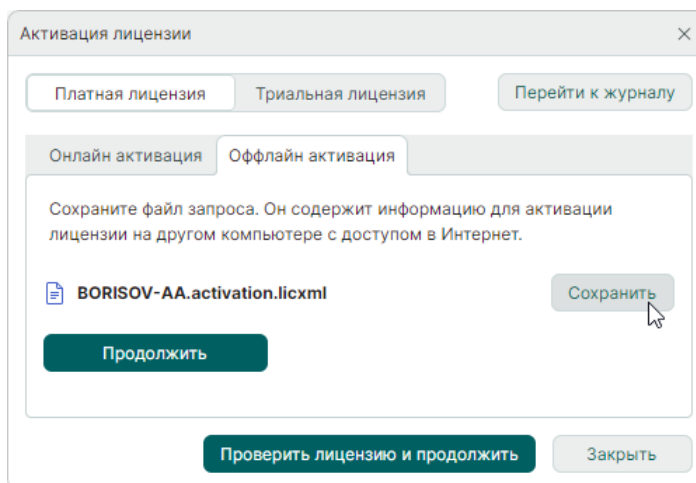 Активация лицензии
Платная лицензия
Триальная лицензия
Перейти к журналу
Онлайн активация
Оффлайн активация
Сохраните файл запроса. Он содержит информацию для активации
лицензии на другом компьютере с доступом в Интернет.
BORISOV-AA.activation.licxml
Сохранить
Продолжить
Проверить лицензию и продолжить
Закрыть